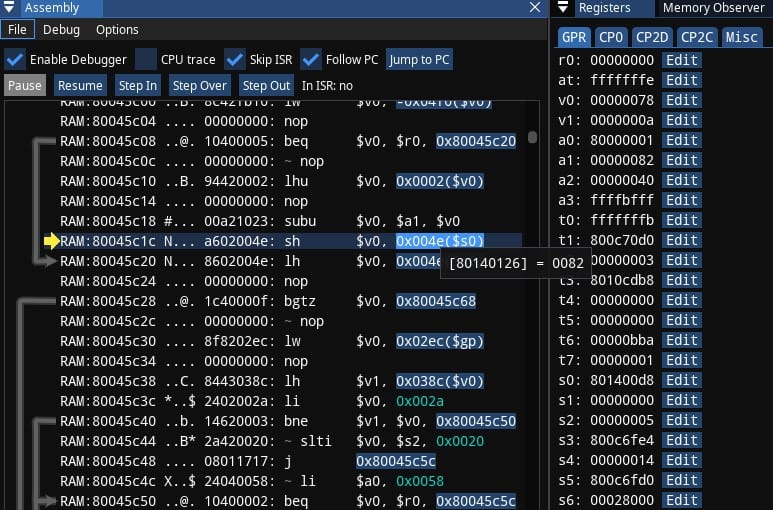 Assembly
File Debug Options
Enable Debugger CPU trace Skip ISR Follow PC Jump to PC
Pause Resume Step In Step Over Step Out In ISR: no
RAM:80045c00 ..B. 8c42fb10: lw $v0, -0x04f0($v0)
RAM:80045c04 .... 00000000: nop
RAM:80045c08 ..@. 10400005: beq $v0, $r0, 0x80045c20
RAM:80045c0c .... 00000000: ~ nop
RAM:80045c10 ..B. 94420002: lhu $v0, 0x0002($v0)
RAM:80045c14 .... 00000000: nop
RAM:80045c18 #... 00a21023: subu $v0, $a1, $v0
RAM:80045c1c N... a602004e: sh $v0, 0x004e($s0)
RAM:80045c20 N... 8602004e: lh $v0, 0x004e
[80140126] = 0082
RAM:80045c24 .... 00000000: nop
RAM:80045c28 ..@. 1c40000f: bgtz $v0, 0x80045c68
RAM:80045c2c .... 00000000: ~ nop
RAM:80045c30 .... 8f8202ec: lw $v0, 0x02ec($gp)
RAM:80045c34 .... 00000000: nop
RAM:80045c38 ..C. 8443038c: lh $v1, 0x038c($v0)
RAM:80045c3c *..$ 2402002a: li $v0, 0x002a
RAM:80045c40 .b. 14620003: bne $v1, $v0, 0x80045c50
RAM:80045c44 ..B* 2a420020: ~ slti $v0, $s2, 0x0020
RAM:80045c48 .... 08011717: j 0x80045c5c
RAM:80045c4c X..$ 24040058: ~ li $a0, 0x0058
RAM:80045c50 ..@. 10400002: beq $v0, $r0, 0x80045c5c
Registers Memory Observer
GPR CP0 CP2D CP2C Misc
r0: 00000000 Edit
at: fffffffe Edit
v0: 00000078 Edit
v1: 0000000a Edit
a0: 80000001 Edit
a1: 00000082 Edit
a2: 00000040 Edit
a3: ffffbfff Edit
t0: fffffffb Edit
t1: 800c70d0 Edit
00000003 Edit
t3: 8010cdb8 Edit
t4: 00000000 Edit
t5: 00000000 Edit
t6: 00000bba Edit
t7: 00000001 Edit
s0: 801400d8 Edit
s1: 00000000 Edit
s2: 00000005 Edit
s3: 800c6fe4 Edit
s4: 00000014 Edit
s5: 800c6fd0 Edit
s6: 00028000 Edit